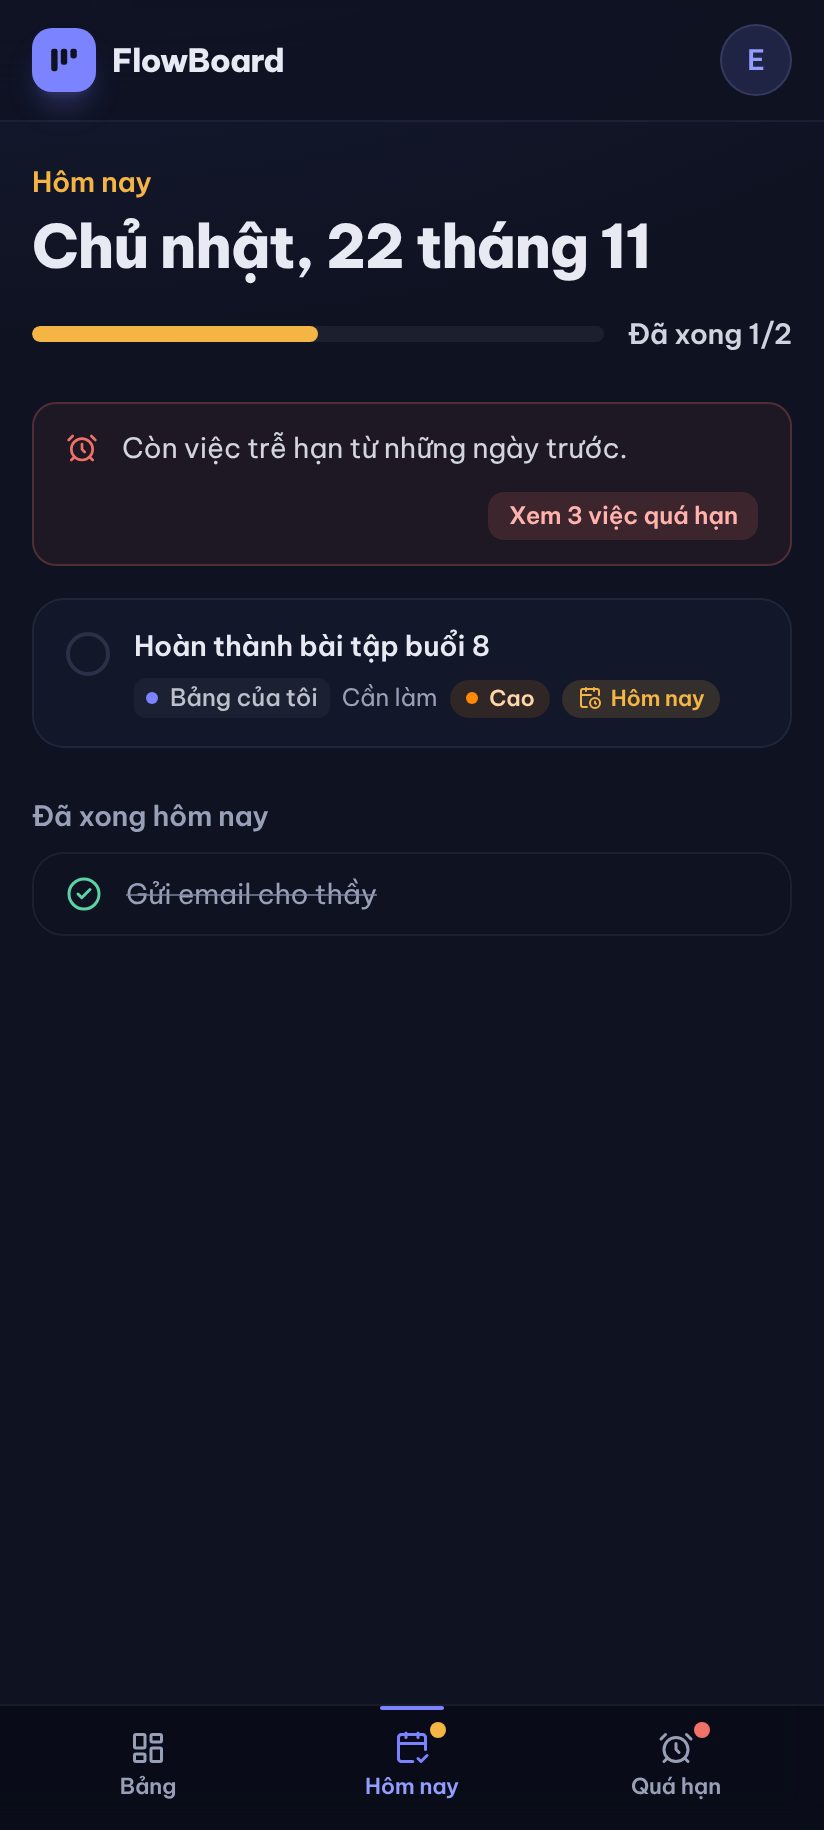 FlowBoard
E
Hôm nay
Chủ nhật, 22 tháng 11
Đã xong 1/2
Còn việc trễ hạn từ những ngày trước.
Xem 3 việc quá hạn
Hoàn thành bài tập buổi 8
Bảng của tôi Cần làm Cao Hôm nay
Đã xong hôm nay
Gửi email cho thầy
Bảng Hôm nay Quá hạn